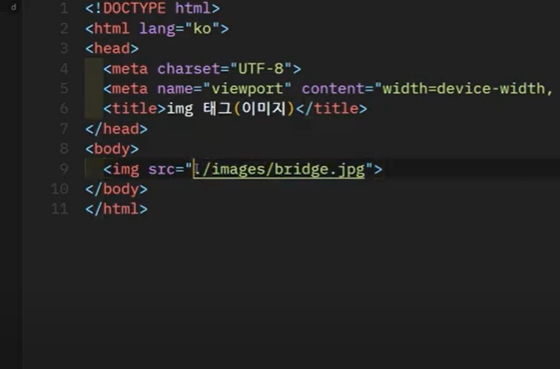 d
1 <!DOCTYPE html>
2 <html lang="ko">
3 <head>
4 <meta charset="UTF-8">
5 <meta name="viewport" content="width=device-width,
6 <title>img 태그(이미지)</title>
7 </head>
8 <body>
9 <img src="./images/bridge.jpg">
10 </body>
11 </html>